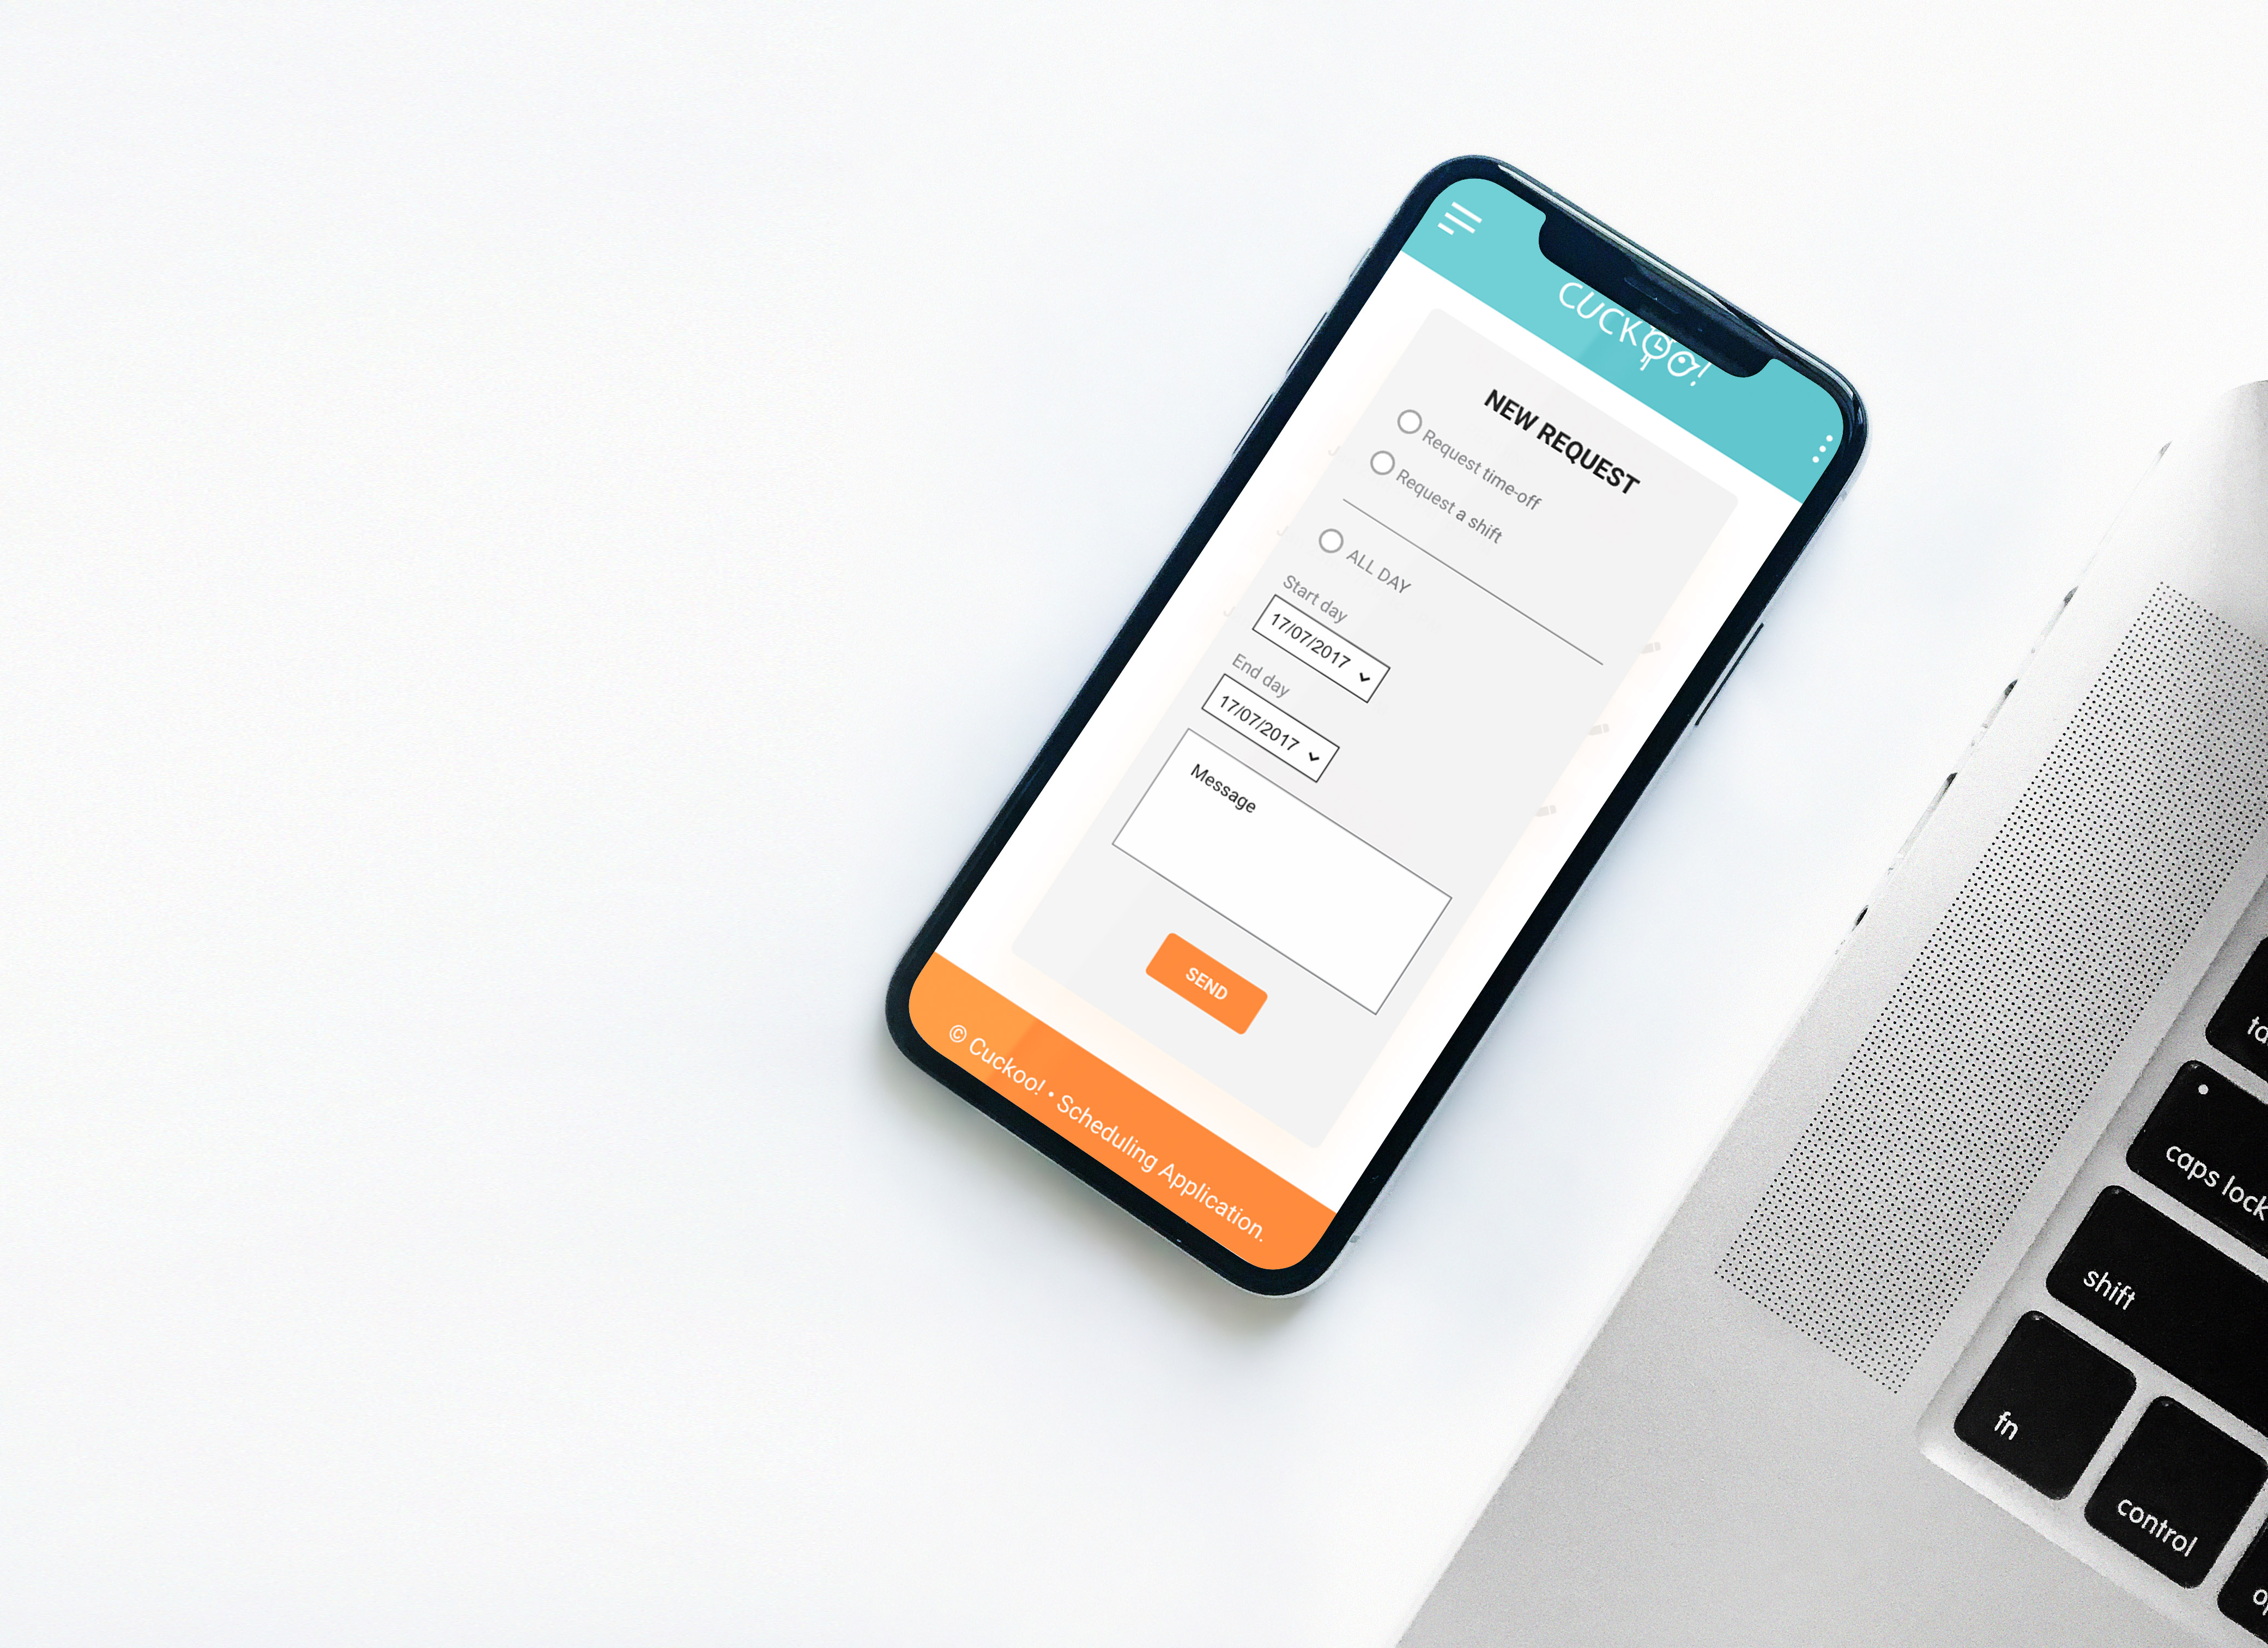 CUCKOO!
NEW REQUEST
Request time-off
Request a shift
ALL DAY
Start day
17/07/2017
End day
17/07/2017
Message
SEND
© Cuckoo! • Scheduling Application.
caps lock
shift
fn
control